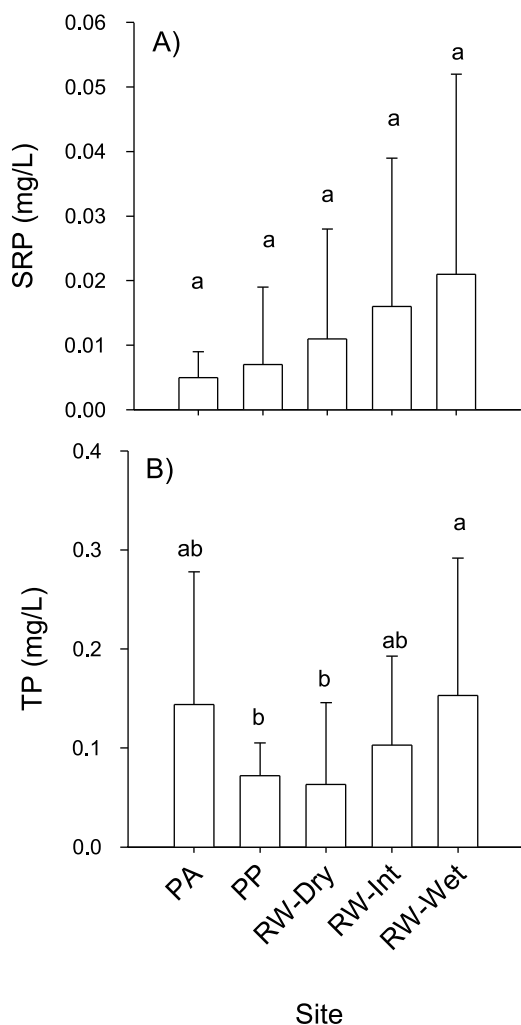 A)
SRP (mg/L)
0.06
0.05
0.04
0.03
0.02
0.01
0.00
a
a
a
a
a
B)
TP (mg/L)
0.4
0.3
0.2
0.1
0.0
ab
b
b
ab
a
PA
PP
RW-Dry
RW-Int
RW-Wet
Site